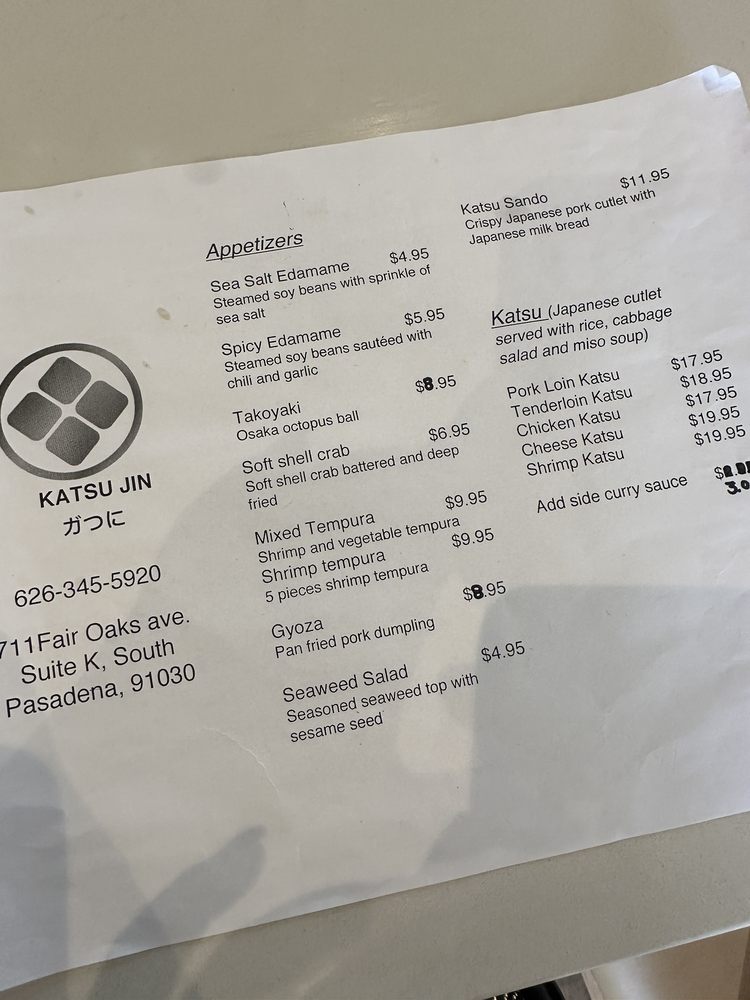 KATSU JIN
ガつに
626-345-5920
711Fair Oaks ave.
Suite K, South
Pasadena, 91030
Appetizers
Sea Salt Edamame $4.95
Steamed soy beans with sprinkle of
sea salt
Spicy Edamame $5.95
Steamed soy beans sautéed with
chili and garlic
Takoyaki $8.95
Osaka octopus ball
Soft shell crab $6.95
Soft shell crab battered and deep
fried
Mixed Tempura $9.95
Shrimp and vegetable tempura
Shrimp tempura $9.95
5 pieces shrimp tempura
Gyoza $8.95
Pan fried pork dumpling
Seaweed Salad $4.95
Seasoned seaweed top with
sesame seed
Katsu Sando $11.95
Crispy Japanese pork cutlet with
Japanese milk bread
Katsu (Japanese cutlet
served with rice, cabbage
salad and miso soup)
Pork Loin Katsu $17.95
Tenderloin Katsu $18.95
Chicken Katsu $17.95
Cheese Katsu $19.95
Shrimp Katsu $19.95
Add side curry sauce